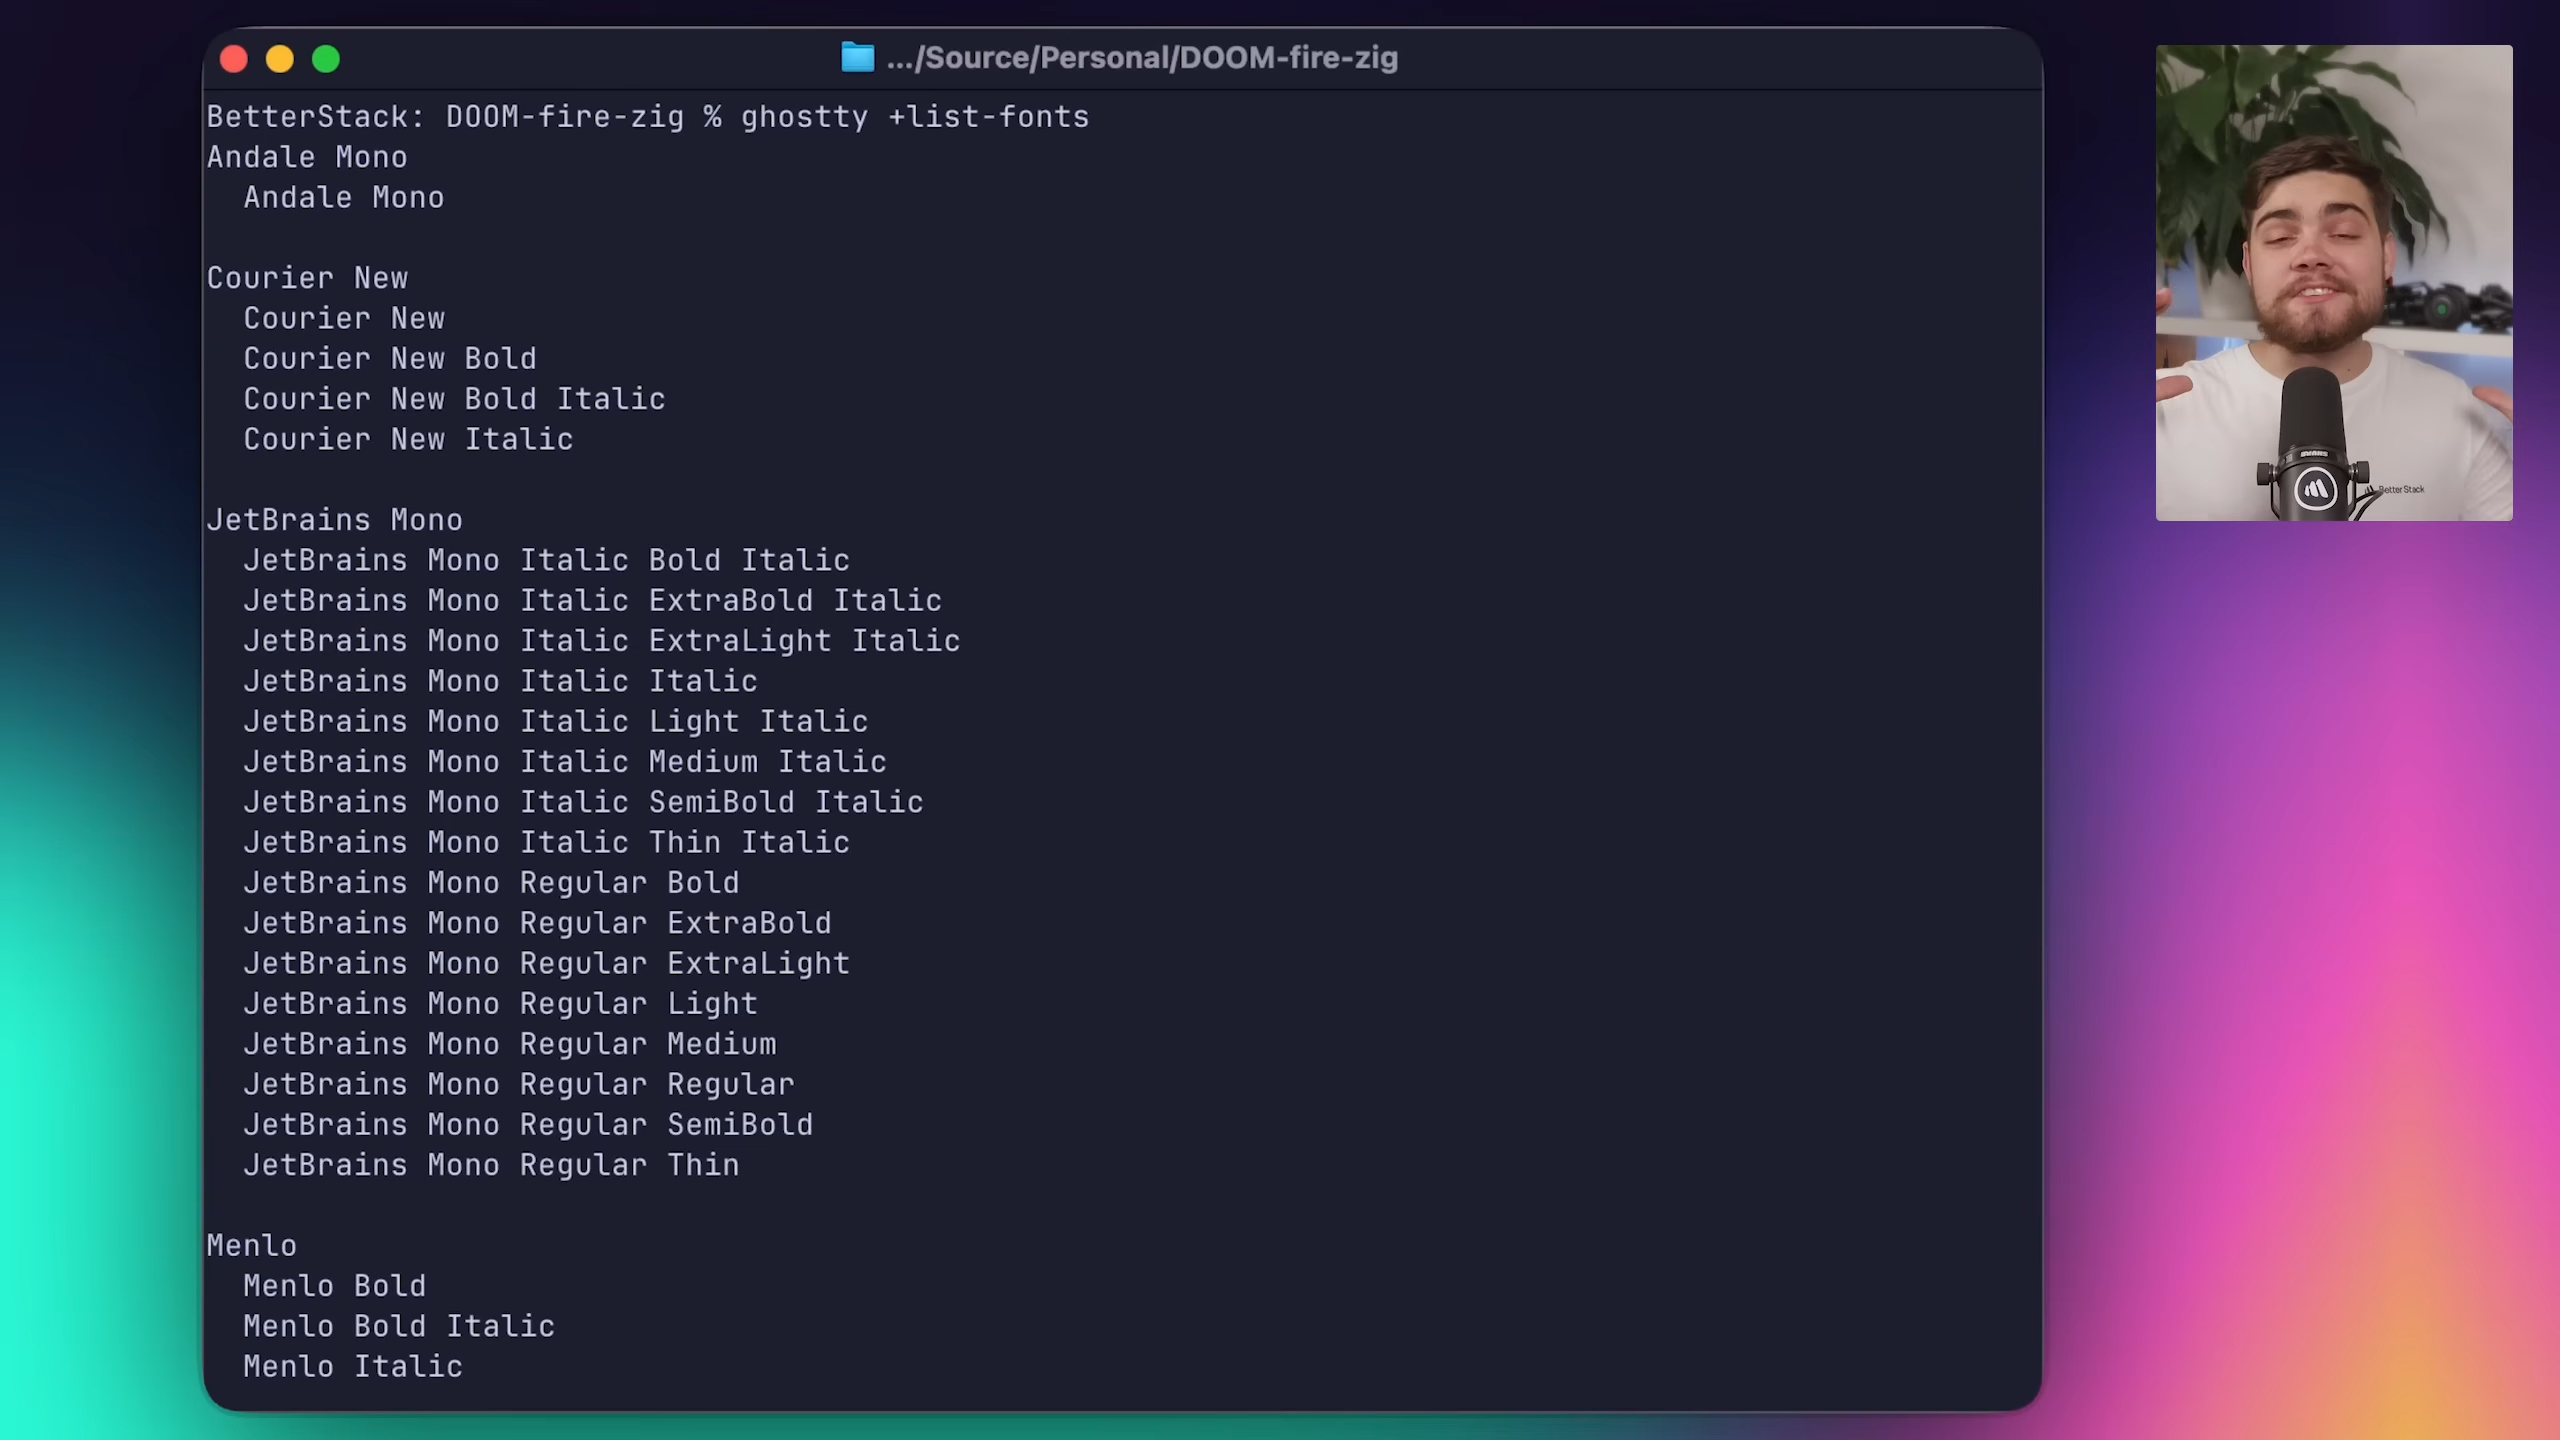 .../Source/Personal/DOOM-fire-zig
BetterStack: DOOM-fire-zig % ghostty +list-fonts
Andale Mono
Andale Mono
Courier New
Courier New
Courier New Bold
Courier New Bold Italic
Courier New Italic
JetBrains Mono
JetBrains Mono Italic Bold Italic
JetBrains Mono Italic ExtraBold Italic
JetBrains Mono Italic ExtraLight Italic
JetBrains Mono Italic Italic
JetBrains Mono Italic Light Italic
JetBrains Mono Italic Medium Italic
JetBrains Mono Italic SemiBold Italic
JetBrains Mono Italic Thin Italic
JetBrains Mono Regular Bold
JetBrains Mono Regular ExtraBold
JetBrains Mono Regular ExtraLight
JetBrains Mono Regular Light
JetBrains Mono Regular Medium
JetBrains Mono Regular Regular
JetBrains Mono Regular SemiBold
JetBrains Mono Regular Thin
Menlo
Menlo Bold
Menlo Bold Italic
Menlo Italic
BetterStack